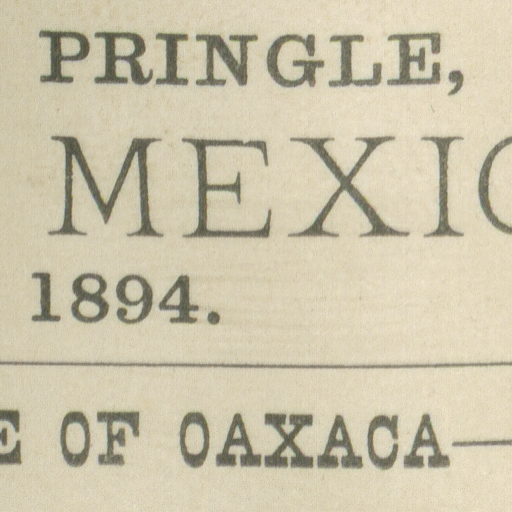 PRINGLE,
MEXIC
1894.
E OF OAXACA—